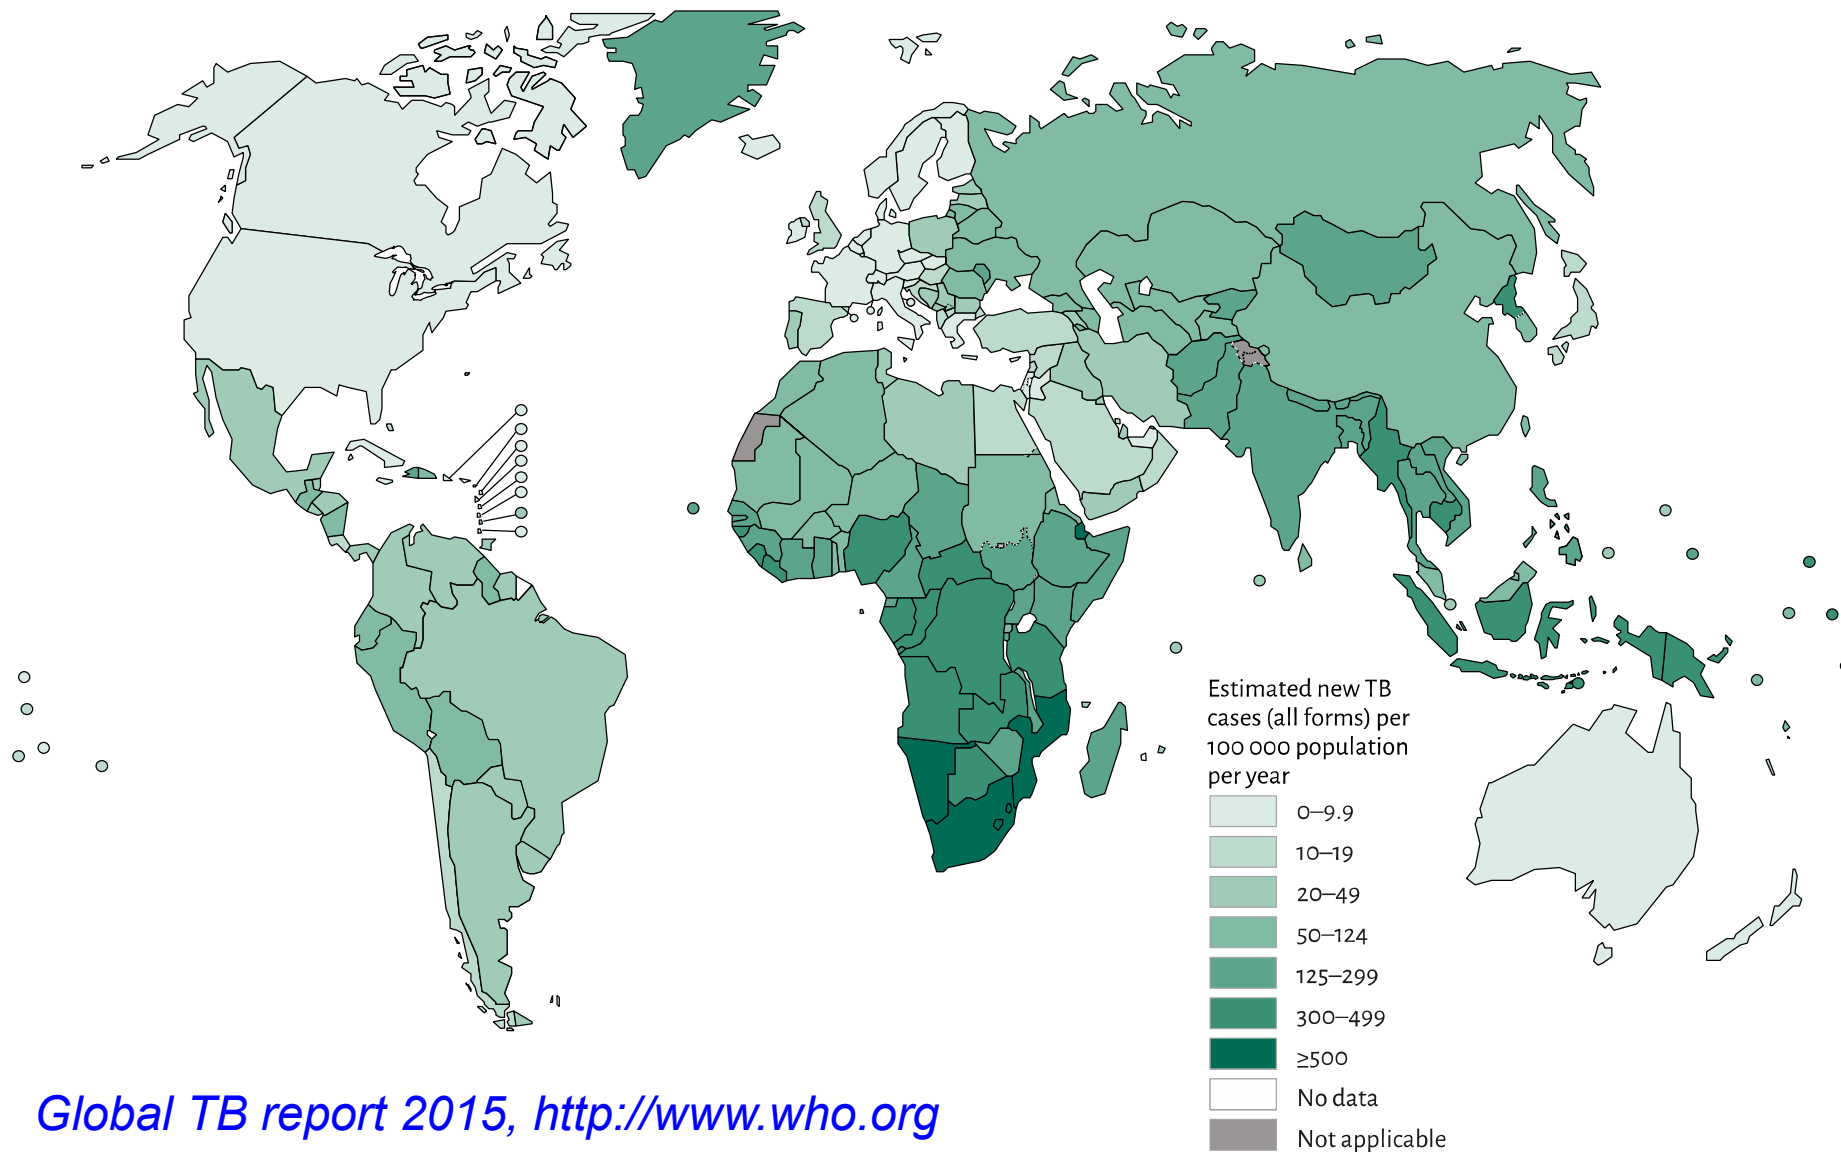 Estimated new TB
cases (all forms) per
100 000 population
per year
0–9.9
10–19
20–49
50–124
125–299
300–499
≥500
No data
Not applicable
Global TB report 2015, http://www.who.org